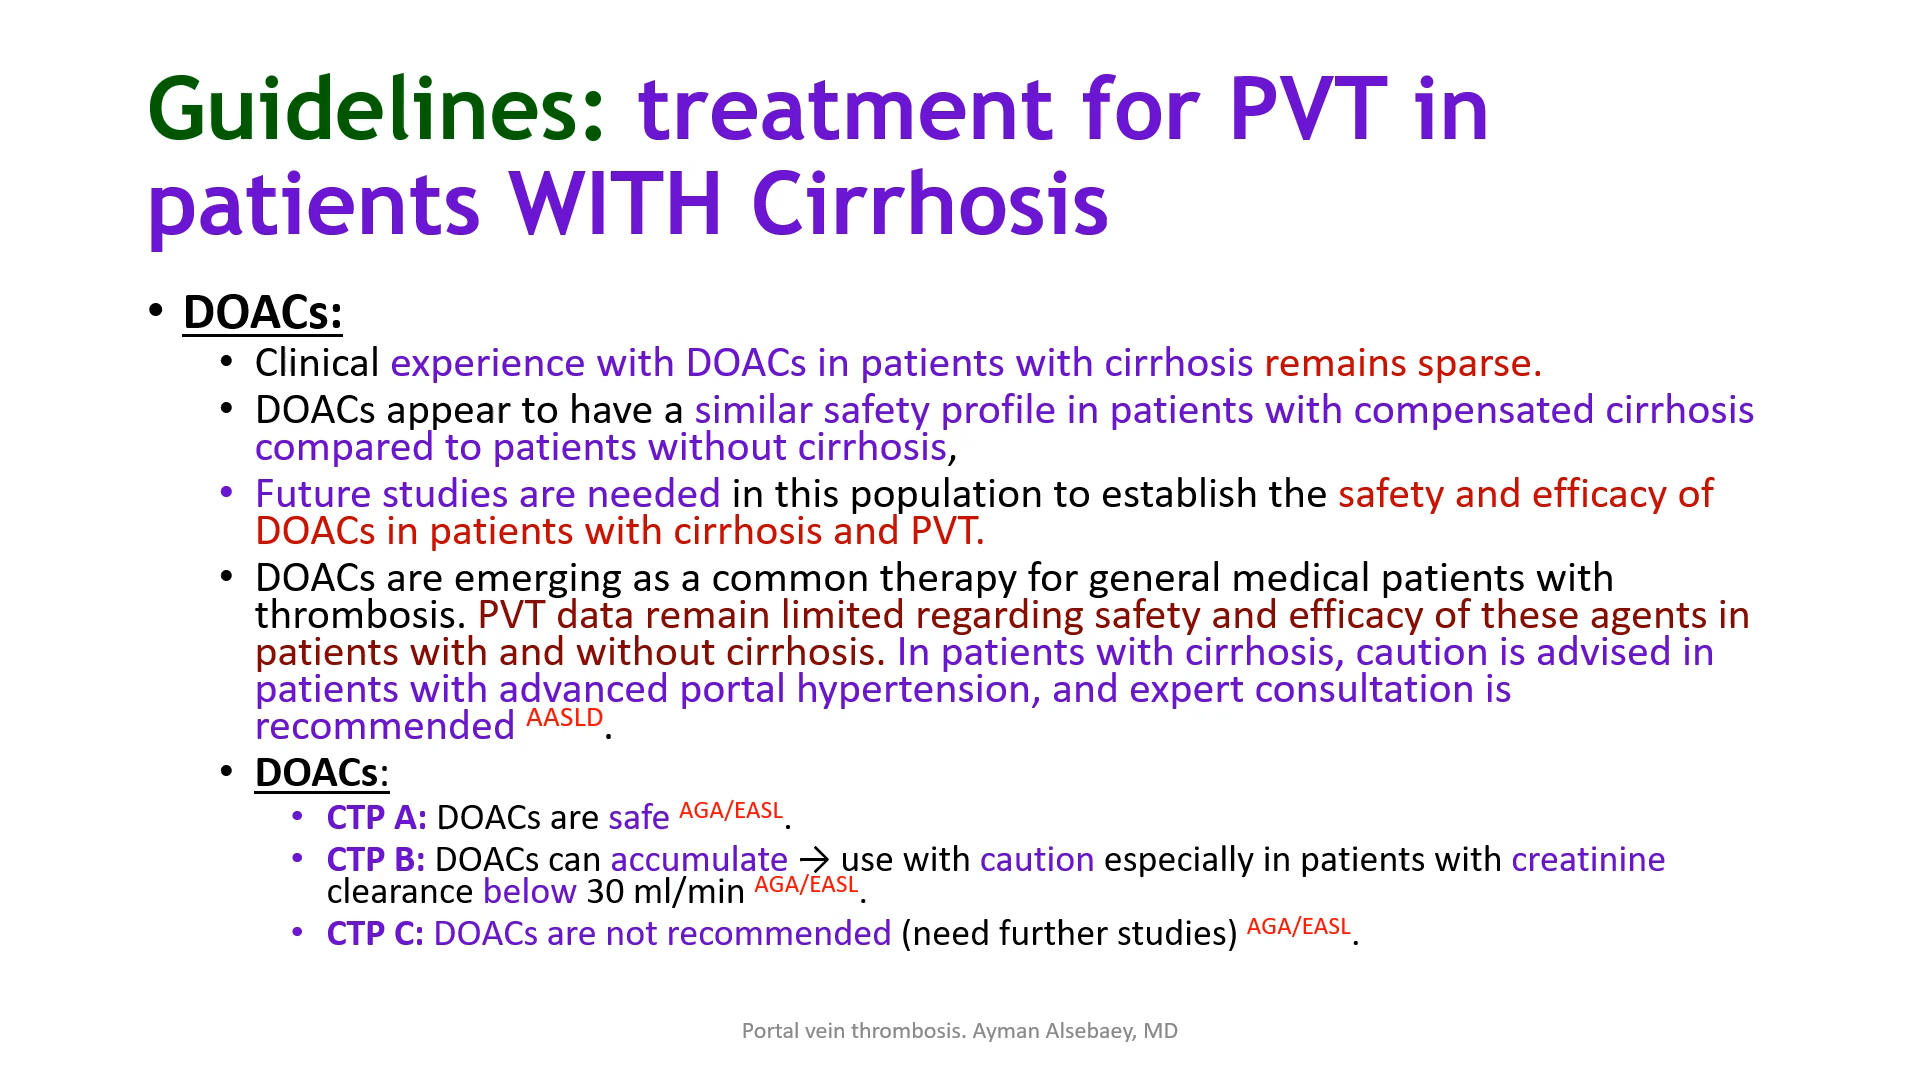 Guidelines: treatment for PVT in
patients WITH Cirrhosis
• DOACs:
• Clinical experience with DOACs in patients with cirrhosis remains sparse.
• DOACs appear to have a similar safety profile in patients with compensated cirrhosis
compared to patients without cirrhosis,
• Future studies are needed in this population to establish the safety and efficacy of
DOACs in patients with cirrhosis and PVT.
• DOACs are emerging as a common therapy for general medical patients with
thrombosis. PVT data remain limited regarding safety and efficacy of these agents in
patients with and without cirrhosis. In patients with cirrhosis, caution is advised in
patients with advanced portal hypertension, and expert consultation is
recommended AASLD.
• DOACs:
• CTP A: DOACs are safe AGA/EASL.
• CTP B: DOACs can accumulate → use with caution especially in patients with creatinine
clearance below 30 ml/min AGA/EASL.
• CTP C: DOACs are not recommended (need further studies) AGA/EASL.
Portal vein thrombosis. Ayman Alsebaey, MD